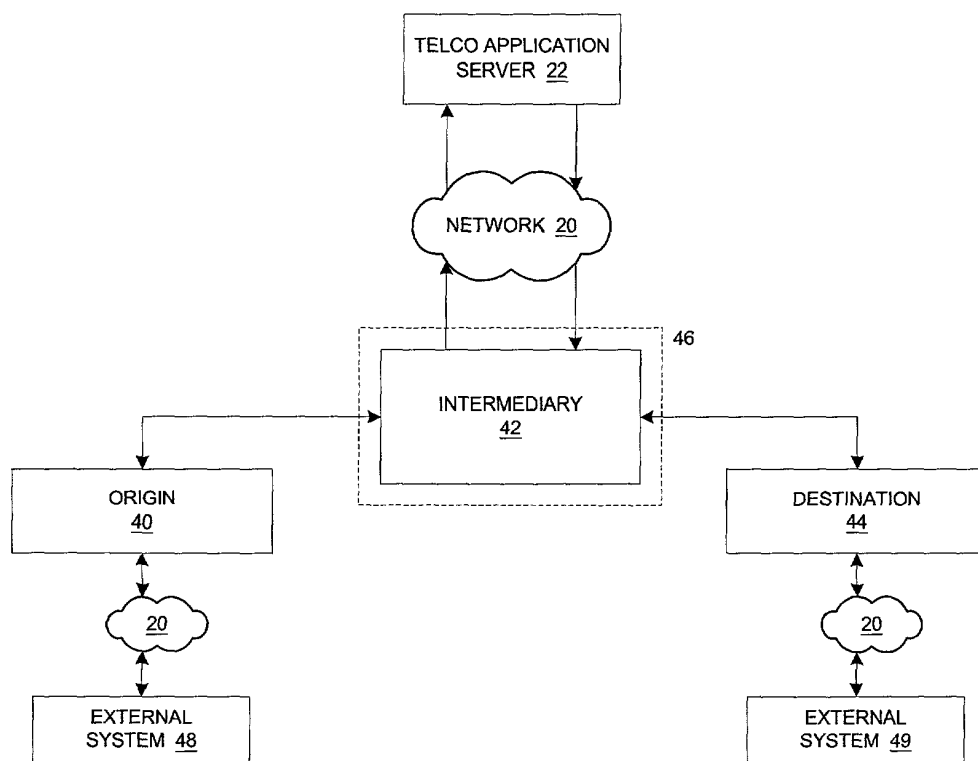 TELCO APPLICATION
SERVER 22
NETWORK 20
46
INTERMEDIARY
42
ORIGIN
40
DESTINATION
44
20
20
EXTERNAL
SYSTEM 48
EXTERNAL
SYSTEM 49